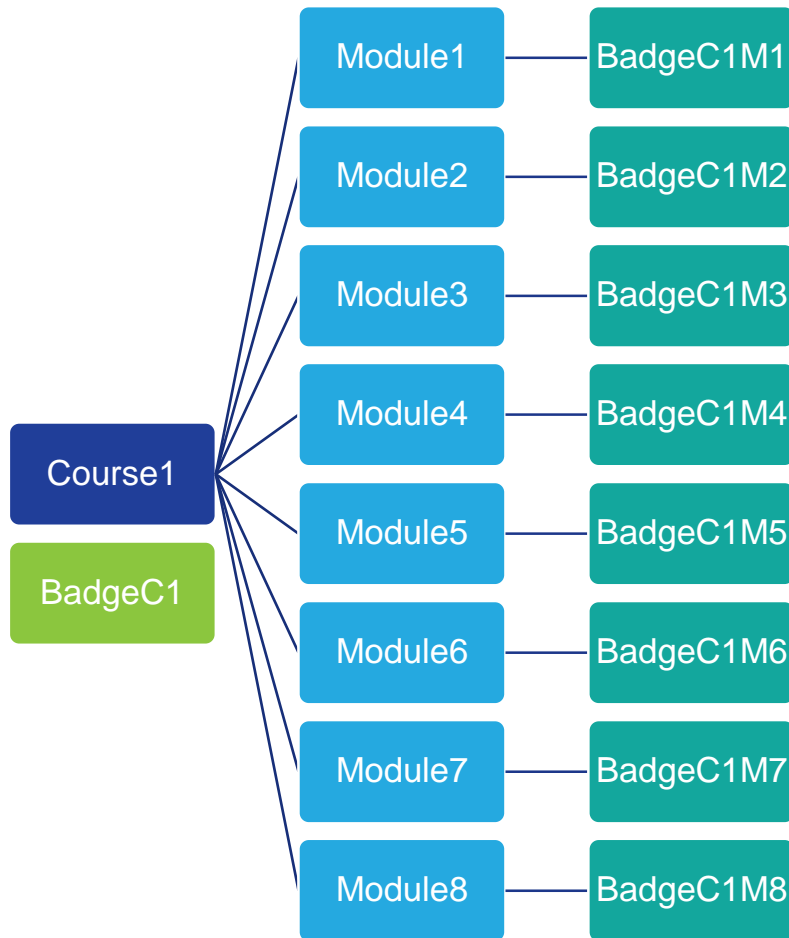 Module1
BadgeC1M1
Module2
BadgeC1M2
Module3
BadgeC1M3
Module4
BadgeC1M4
Course1
Module5
BadgeC1M5
BadgeC1
Module6
BadgeC1M6
Module7
BadgeC1M7
Module8
BadgeC1M8